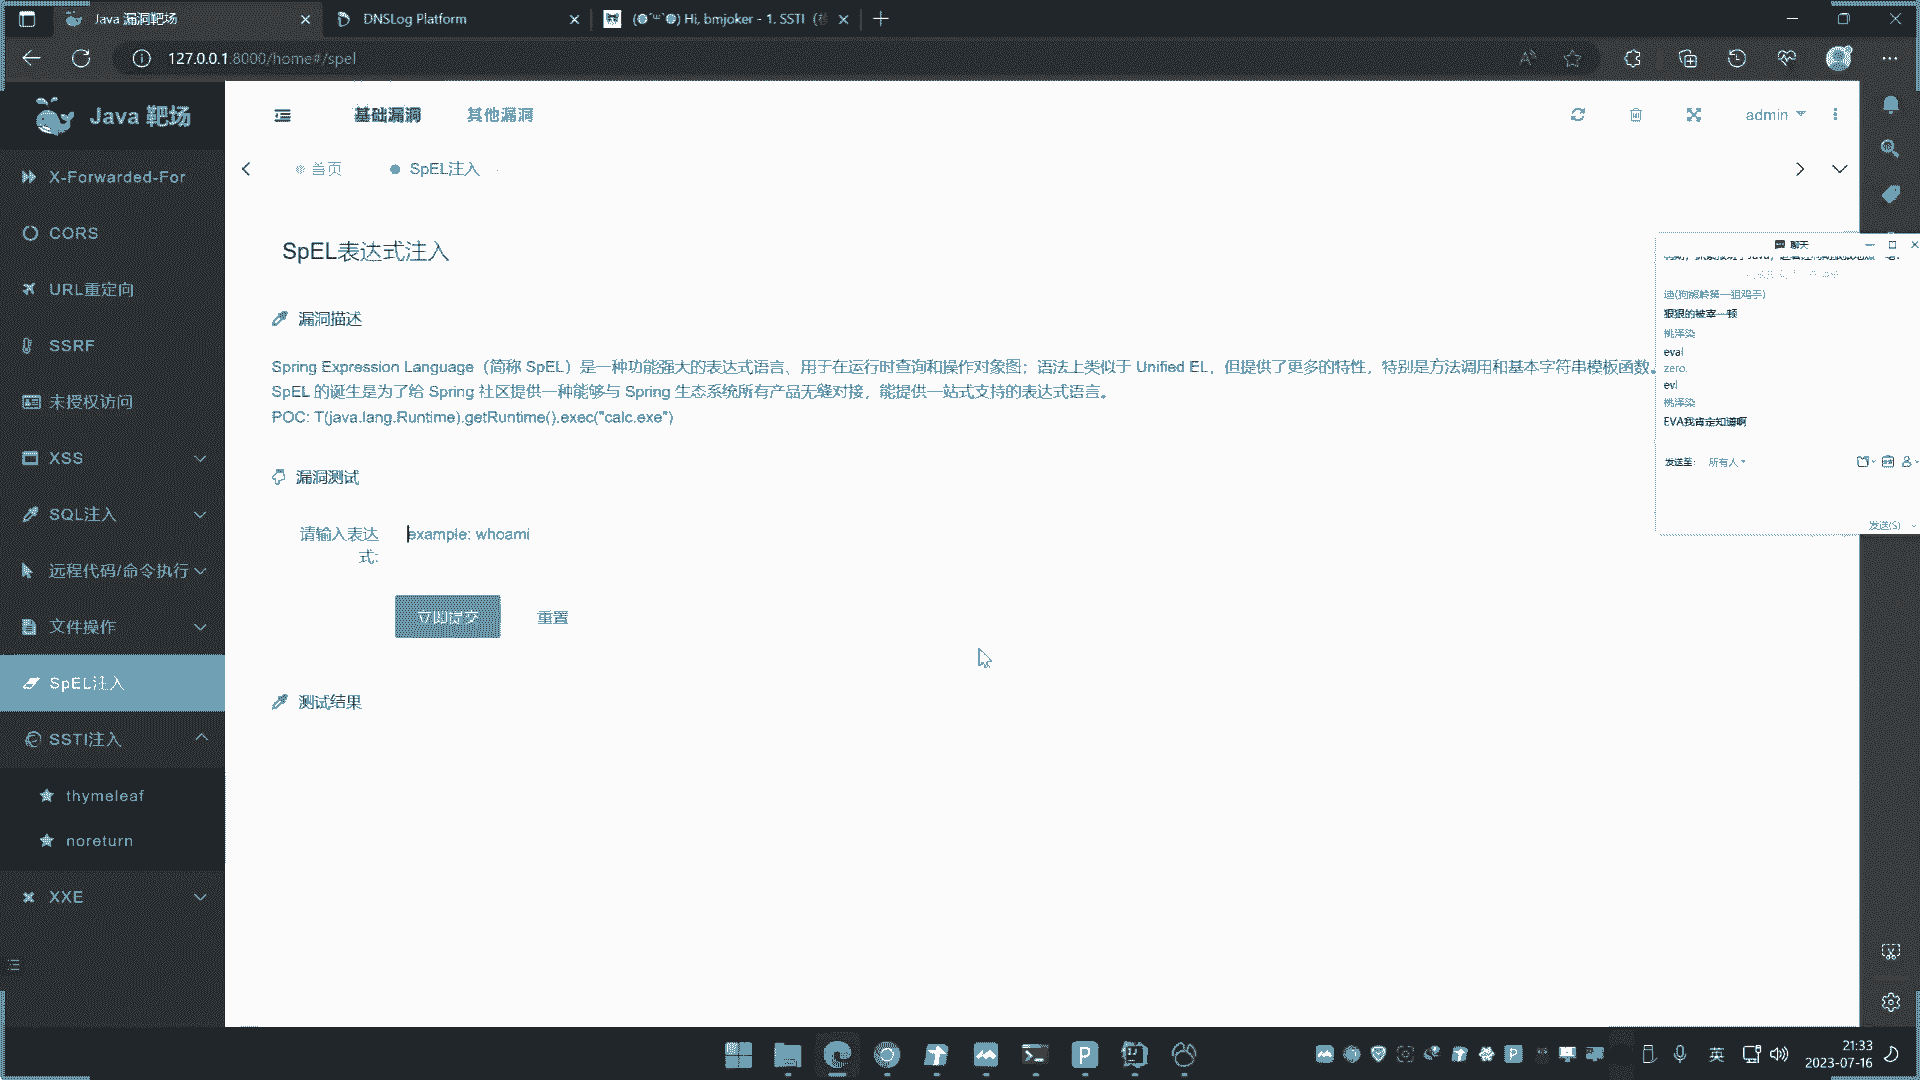 Java 漏洞靶场
DNSLog Platform
Hi, bmjoker - 1. SSTI
127.0.0.1:8000/home#/spel
Java 靶场
基础漏洞
其他漏洞
admin
首页
SpEL注入
X-Forwarded-For
CORS
URL重定向
SSRF
未授权访问
XSS
SQL注入
远程代码/命令执行
文件操作
SpEL注入
SSTI注入
thymeleaf
noreturn
XXE
SpEL表达式注入
漏洞描述
Spring Expression Language（简称 SpEL）是一种功能强大的表达式语言、用于在运行时查询和操作对象图；语法上类似于 Unified EL，但提供了更多的特性，特别是方法调用和基本字符串模板函数。
SpEL 的诞生是为了给 Spring 社区提供一种能够与 Spring 生态系统所有产品无缝对接，能提供一站式支持的表达式语言。
POC: T(java.lang.Runtime).getRuntime().exec("calc.exe")
漏洞测试
请输入表达
式:
example: whoami
立即提交
重置
测试结果
聊天
狠狠的被宰一顿
桃泽染
eval
zero.
evl
桃泽染
EVA我肯定知道啊
发送至:
所有人
发送(S)
英
21:33
2023-07-16